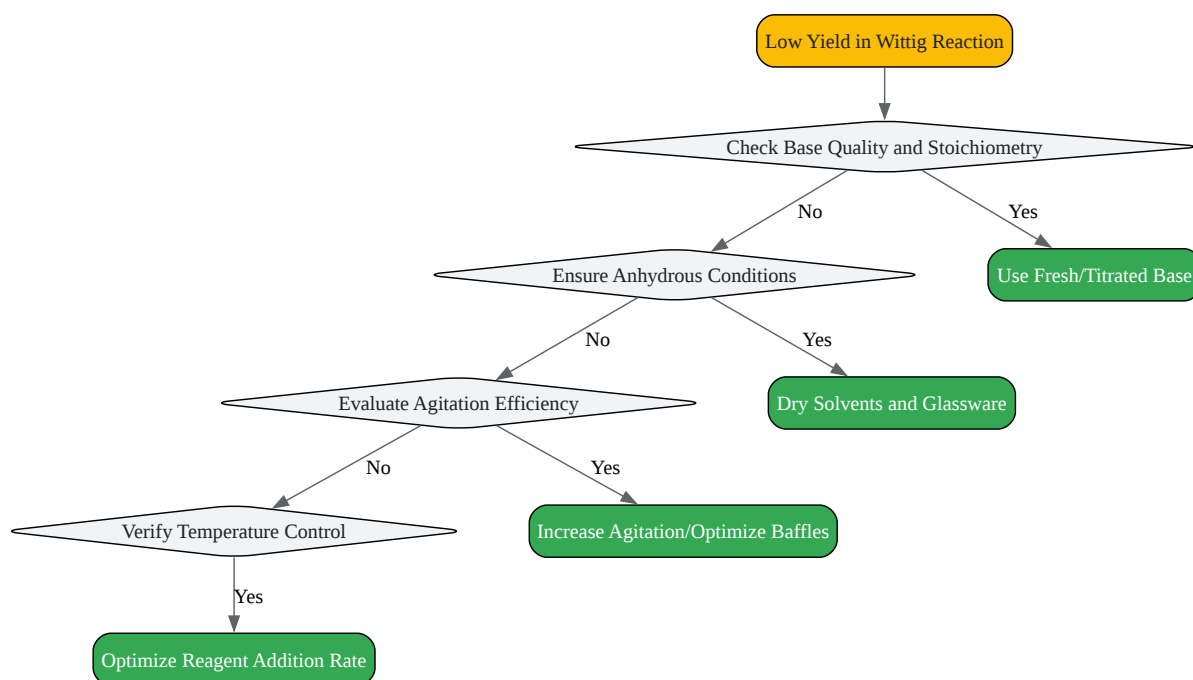 Low Yield in Wittig Reaction
Check Base Quality and Stoichiometry
No
Yes
Ensure Anhydrous Conditions
Use Fresh/Titrated Base
No
Yes
Evaluate Agitation Efficiency
Dry Solvents and Glassware
No
Yes
Verify Temperature Control
Increase Agitation/Optimize Baffles
Yes
Optimize Reagent Addition Rate